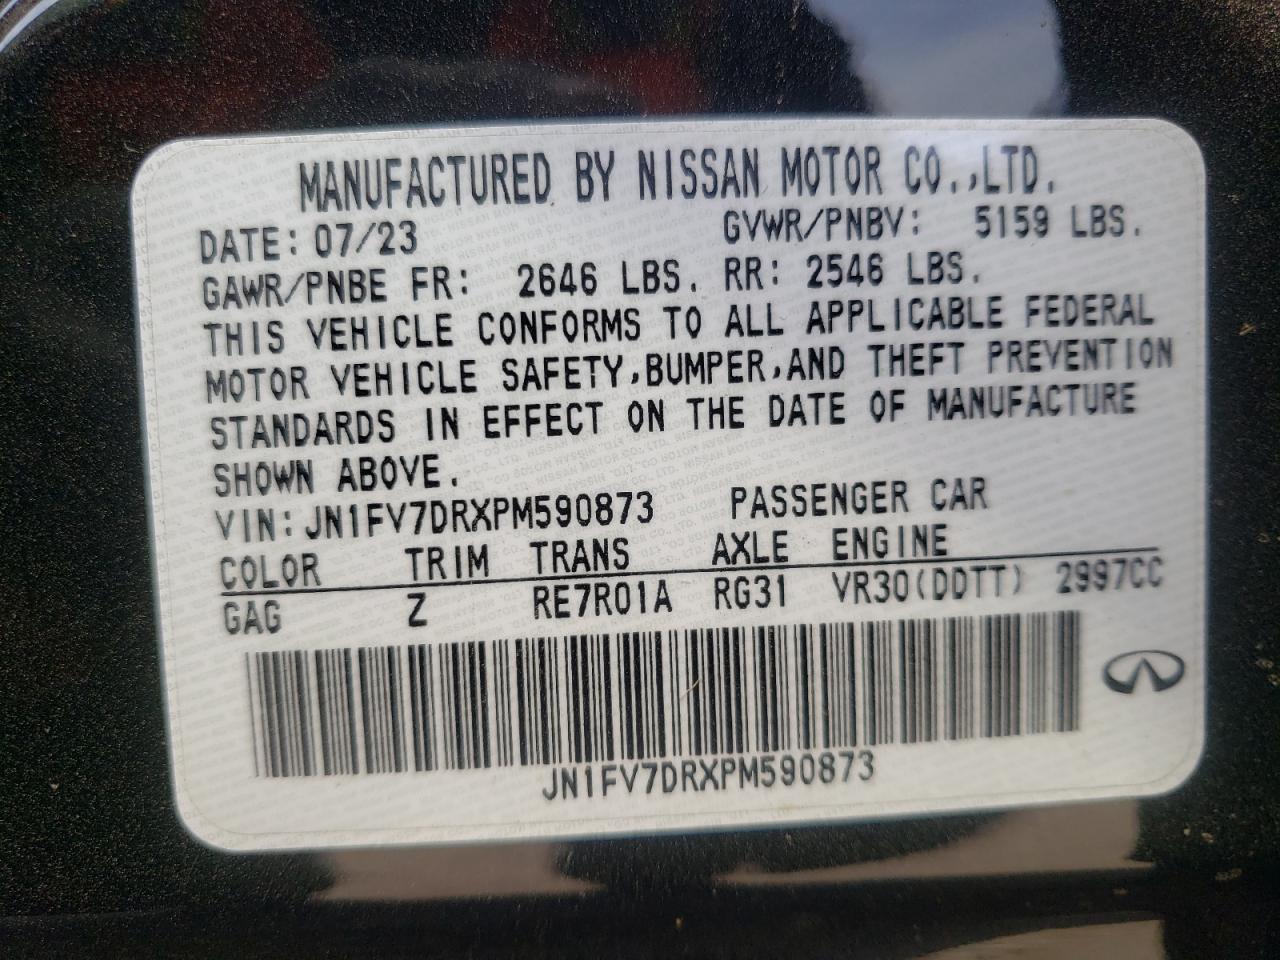 MANUFACTURED BY NISSAN MOTOR CO.,LTD.
DATE: 07/23 GVWR/PNBV: 5159 LBS.
GAWR/PNBE FR: 2646 LBS. RR: 2546 LBS.
THIS VEHICLE CONFORMS TO ALL APPLICABLE FEDERAL
MOTOR VEHICLE SAFETY,BUMPER,AND THEFT PREVENTION
STANDARDS IN EFFECT ON THE DATE OF MANUFACTURE
SHOWN ABOVE.
VIN: JN1FV7DRXPM590873 PASSENGER CAR
COLOR TRIM TRANS AXLE ENGINE
GAG Z RE7R01A RG31 VR30(DDTT) 2997CC
JN1FV7DRXPM590873